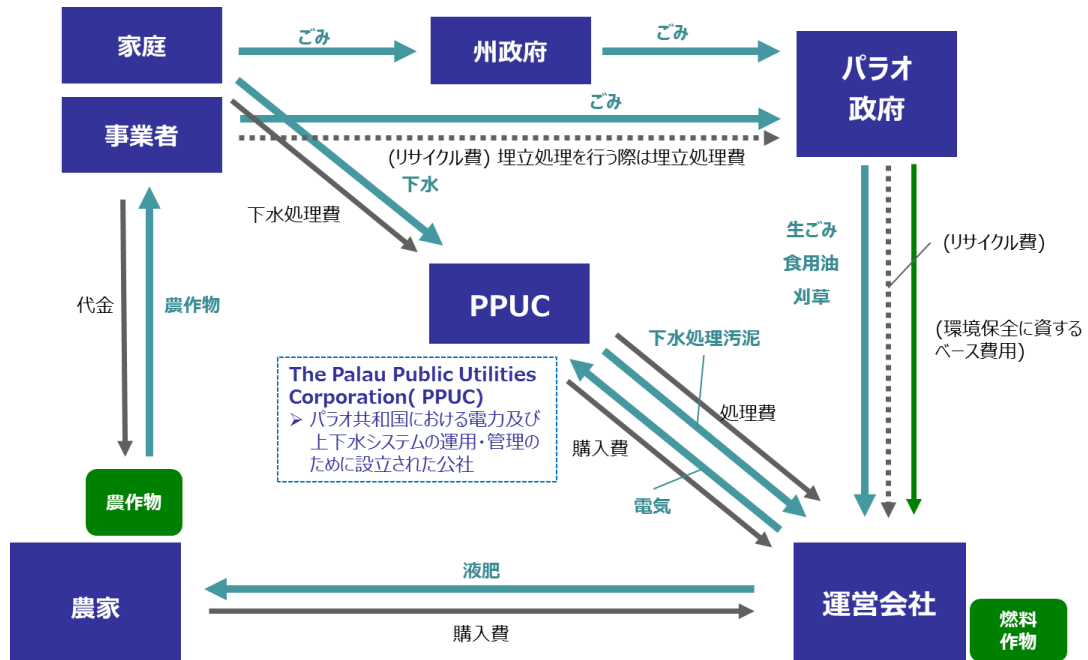 家庭
ごみ
州政府
ごみ
パラオ
政府
事業者
ごみ
(リサイクル費) 埋立処理を行う際は埋立処理費
下水
下水処理費
生ごみ
食用油
刈草
(リサイクル費)
(環境保全に資する
ベース費用)
代金
農作物
PPUC
The Palau Public Utilities
Corporation( PPUC)
➢ パラオ共和国における電力及び
上下水システムの運用・管理の
ために設立された公社
下水処理汚泥
処理費
購入費
電気
農作物
農家
液肥
購入費
運営会社
燃料
作物